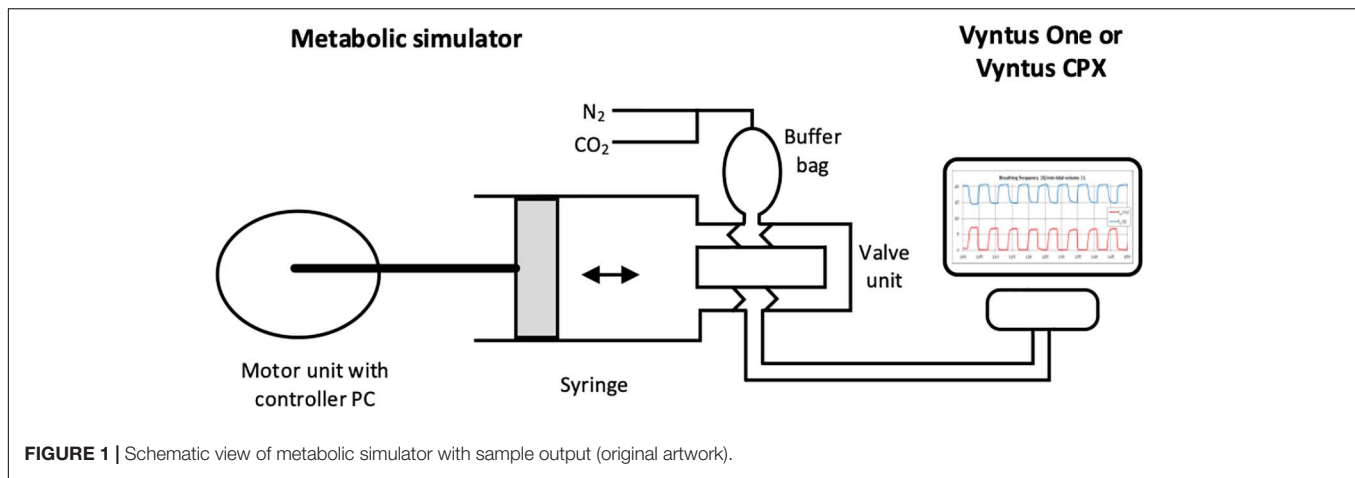 Metabolic simulator
Vyntus One or
Vyntus CPX
N₂
CO₂
Buffer
bag
Valve
unit
Motor unit with
controller PC
Syringe
FIGURE 1 | Schematic view of metabolic simulator with sample output (original artwork).